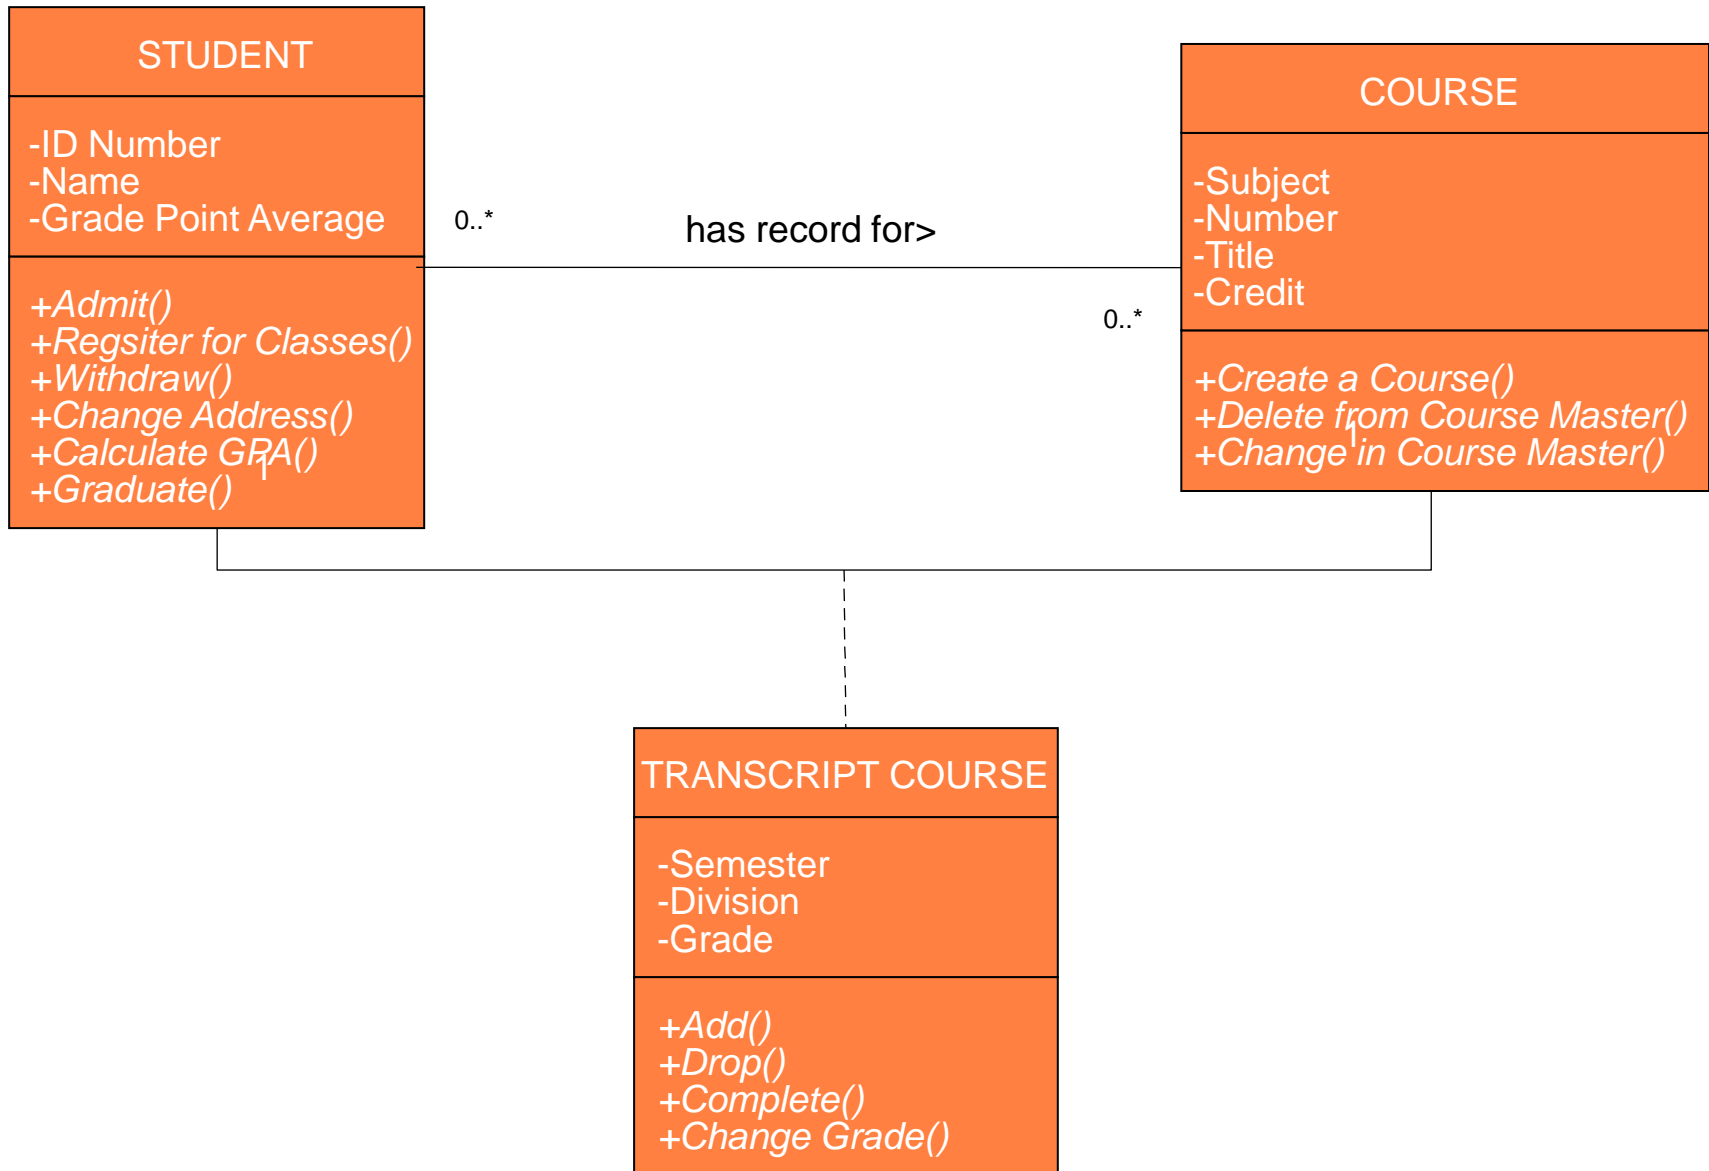 STUDENT
-ID Number
-Name
-Grade Point Average
+Admit()
+Regsiter for Classes()
+Withdraw()
+Change Address()
+Calculate GPA()
1
+Graduate()
0..*
has record for>
0..*
COURSE
-Subject
-Number
-Title
-Credit
+Create a Course()
+Delete from Course Master()
1
+Change in Course Master()
TRANSCRIPT COURSE
-Semester
-Division
-Grade
+Add()
+Drop()
+Complete()
+Change Grade()